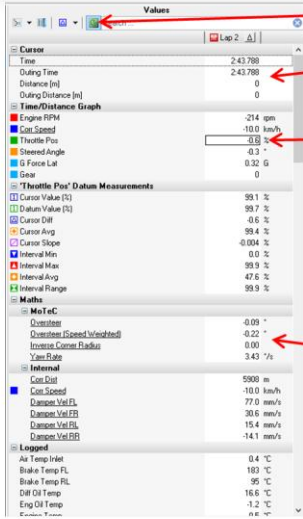 Values
Lap 2 Δ
Cursor
Time 2:43.788
Outing Time 2:43.788
Distance [m] 0
Outing Distance [m] 0
Time/Distance Graph
Engine RPM -214 rpm
Corr Speed -10.0 km/h
Throttle Pos -0.6 %
Steered Angle -0.3 °
G Force Lat 0.32 G
Gear 0
'Throttle Pos' Datum Measurements
Cursor Value [%] 99.1 %
Datum Value [%] 99.7 %
Cursor Diff -0.6 %
Cursor Avg 99.4 %
Cursor Slope -0.004 %
Interval Min 0.0 %
Interval Max 99.9 %
Interval Avg 47.6 %
Interval Range 99.9 %
Maths
MoTeC
Oversteer -0.09 °
Oversteer [Speed Weighted] -0.22 °
Inverse Corner Radius 0.00
Yaw Rate 3.43 °/s
Internal
Corr Dist 5908 m
Corr Speed -10.0 km/h
Damper Vel FL 77.0 mm/s
Damper Vel FR 30.6 mm/s
Damper Vel RL 15.4 mm/s
Damper Vel RR -14.1 mm/s
Logged
Air Temp Inlet 0.4 °C
Brake Temp FL 183 °C
Brake Temp RL 95 °C
Diff Oil Temp 16.6 °C
Eng Oil Temp -1.2 °C